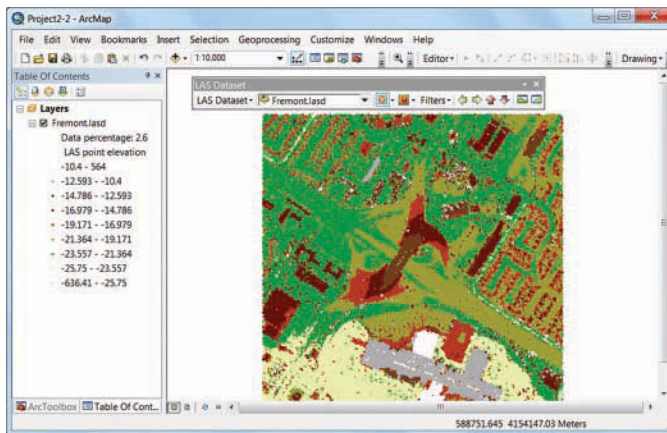 Project2-2 - ArcMap
File Edit View Bookmarks Insert Selection Geoprocessing Customize Windows Help
1:10,000 Editor Drawing
Table Of Contents
LAS Dataset
LAS Dataset Fremont.lasd Filters
Layers
Fremont.lasd
Data percentage: 2.6
LAS point elevation
-10.4 - 564
-12.593 - -10.4
-14.786 - -12.593
-16.979 - -14.786
-19.171 - -16.979
-21.364 - -19.171
-23.557 - -21.364
-25.75 - -23.557
-636.41 - -25.75
ArcToolbox Table Of Cont...
588751.645 4154147.03 Meters